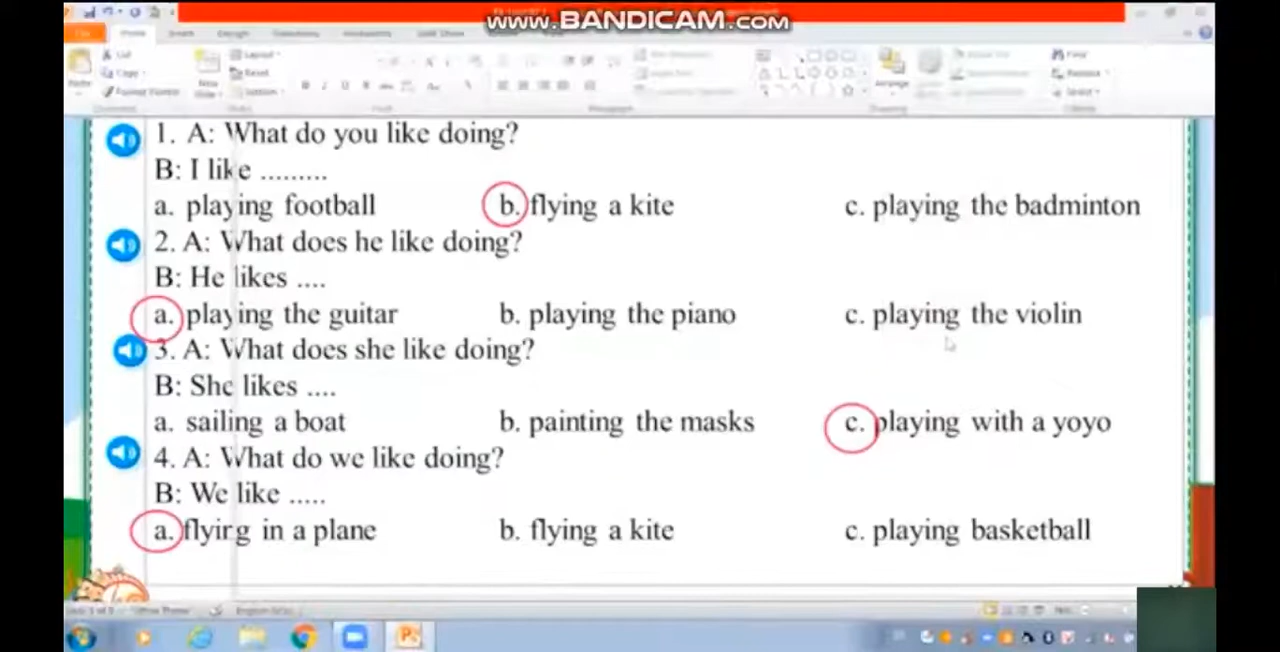 www.BANDICAM.com
1. A: What do you like doing?
B: I like .........
a. playing football b. flying a kite c. playing the badminton
2. A: What does he like doing?
B: He likes ....
a. playing the guitar b. playing the piano c. playing the violin
3. A: What does she like doing?
B: She likes ....
a. sailing a boat b. painting the masks c. playing with a yoyo
4. A: What do we like doing?
B: We like .....
a. flying in a plane b. flying a kite c. playing basketball